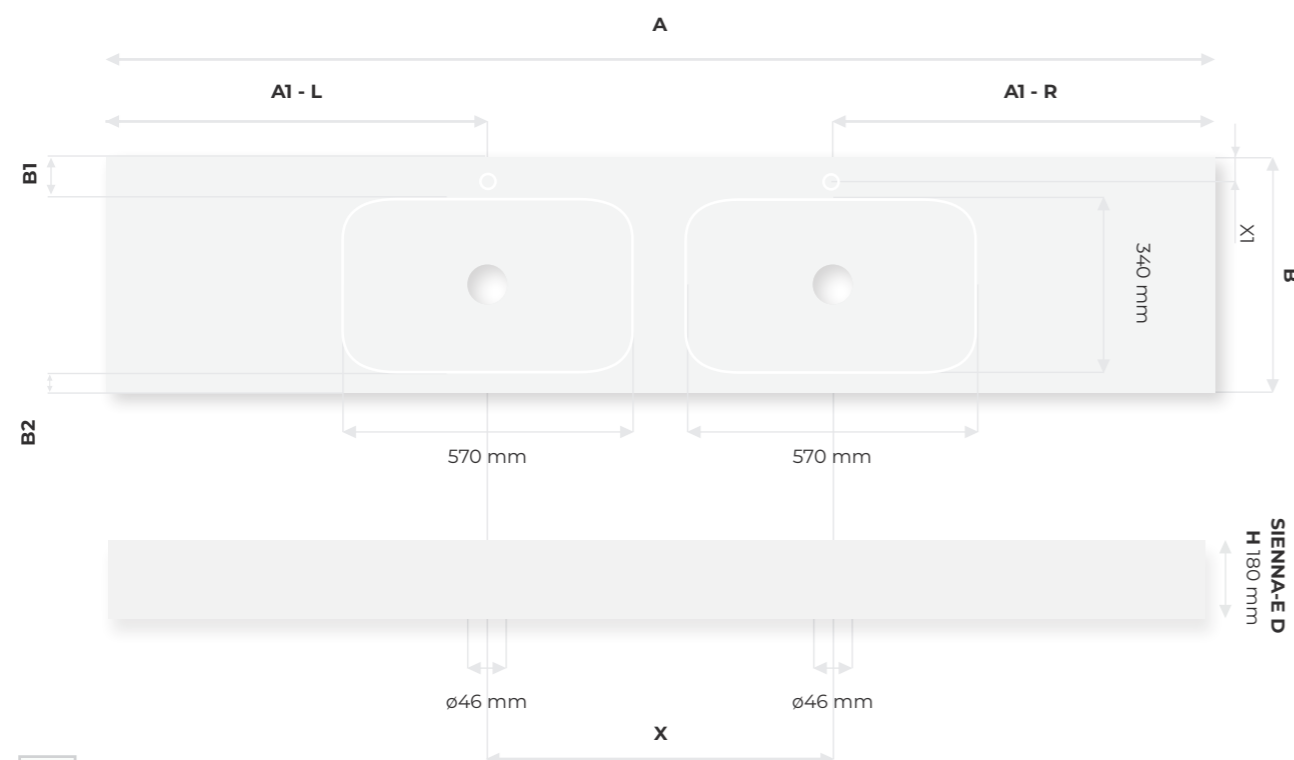 A
A1 - L
A1 - R
B1
X1
B
340 mm
B2
570 mm
570 mm
SIENNA-E D
H 180 mm
ø46 mm
ø46 mm
X